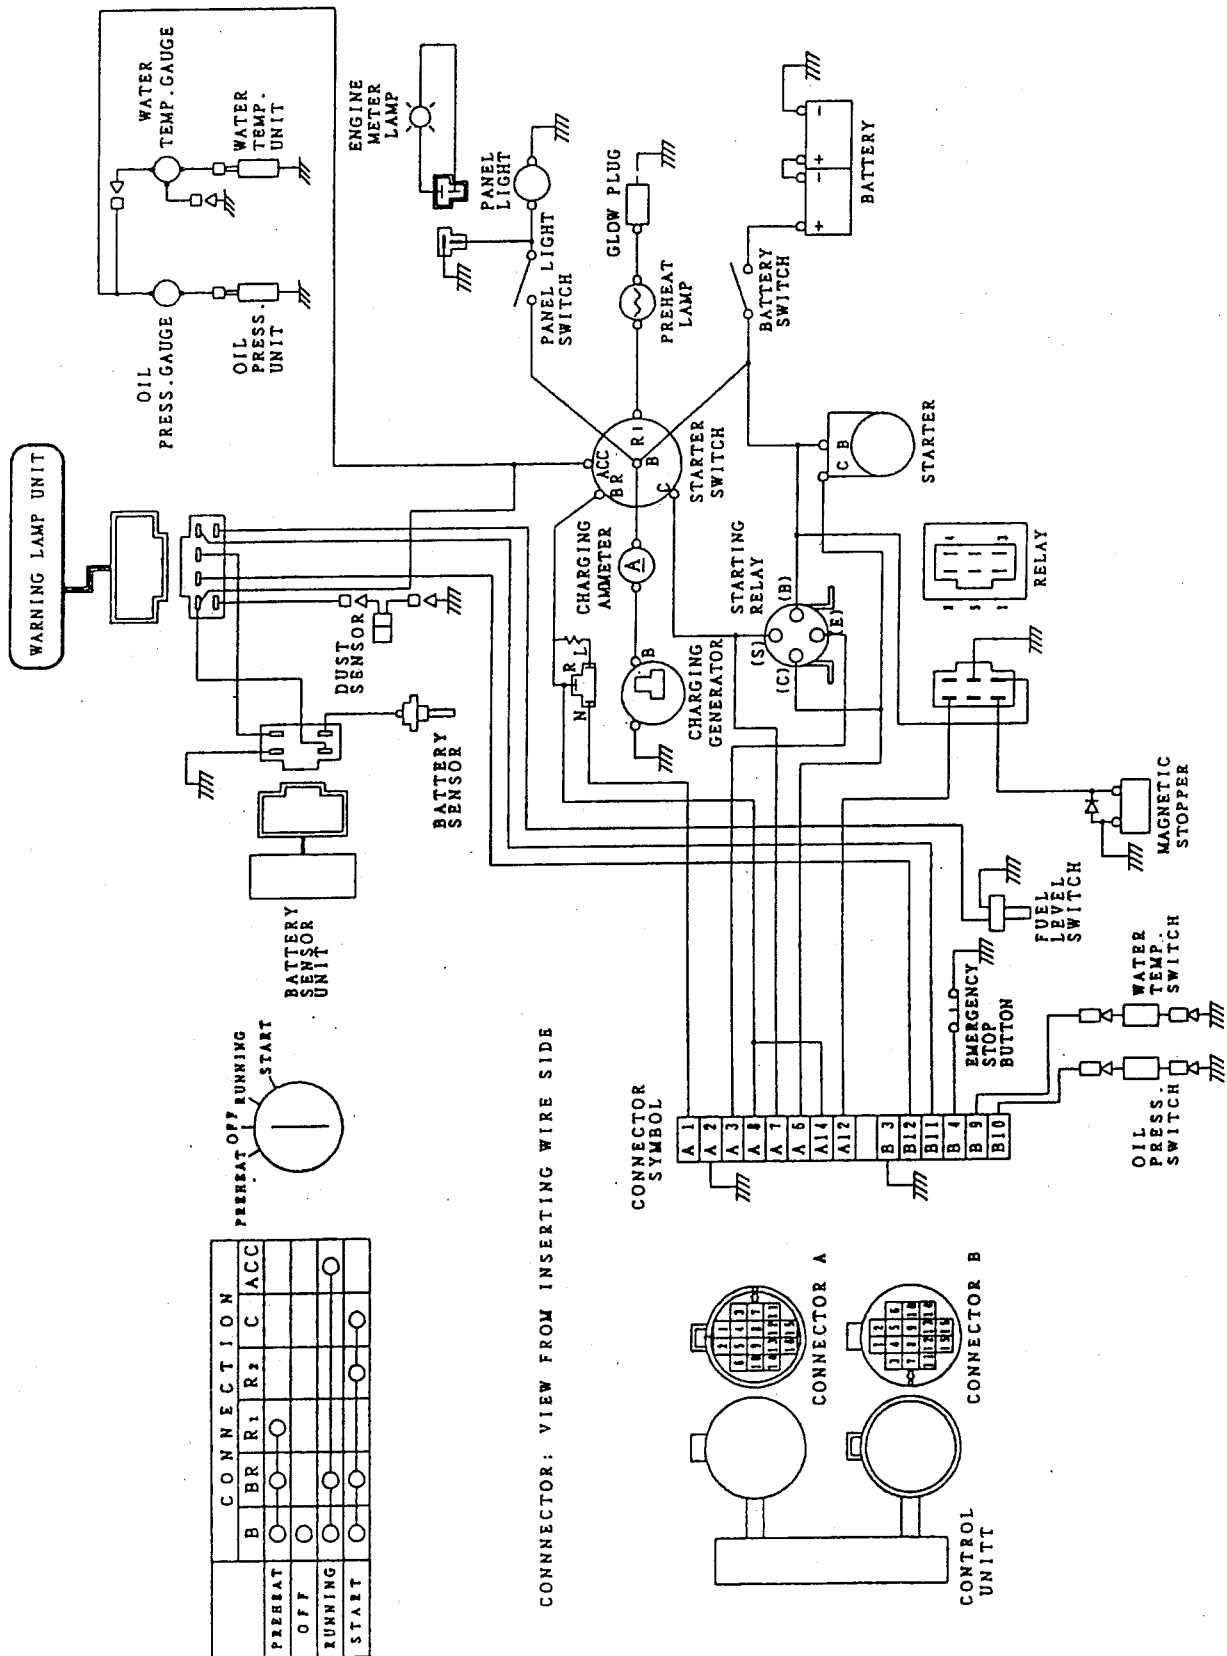 WARNING LAMP UNIT
WATER
TEMP.GAUGE
WATER
TEMP.
UNIT
OIL
PRESS.GAUGE
OIL
PRESS.
UNIT
ENGINE
METER
LAMP
PANEL
LIGHT
PANEL LIGHT
SWITCH
GLOW PLUG
PREHEAT
LAMP
BATTERY
SWITCH
BATTERY
+
-
+
-
ACC
BR
B
R1
C
STARTER
SWITCH
CHARGING
AMMETER
A
R
L
N
B
CHARGING
GENERATOR
STARTING
RELAY
(S)
(B)
(C)
(E)
C B
STARTER
RELAY
4
3
5
1
DUST
SENSOR
BATTERY
SENSOR
BATTERY
SENSOR
UNIT
MAGNETIC
STOPPER
FUEL
LEVEL
SWITCH
WATER
TEMP.
SWITCH
OIL
PRESS.
SWITCH
EMERGENCY
STOP
BUTTON
PREHEAT
OFF
RUNNING
START
CONNECTION
B BR R1 R2 C ACC
PREHEAT
OFF
RUNNING
START
CONNNECTOR: VIEW FROM INSERTING WIRE SIDE
CONNECTOR
SYMBOL
A 1
A 2
A 3
A 8
A 7
A 6
A14
A12
B 3
B12
B11
B 4
B 9
B10
CONNECTOR A
CONNECTOR B
CONTROL
UNITT